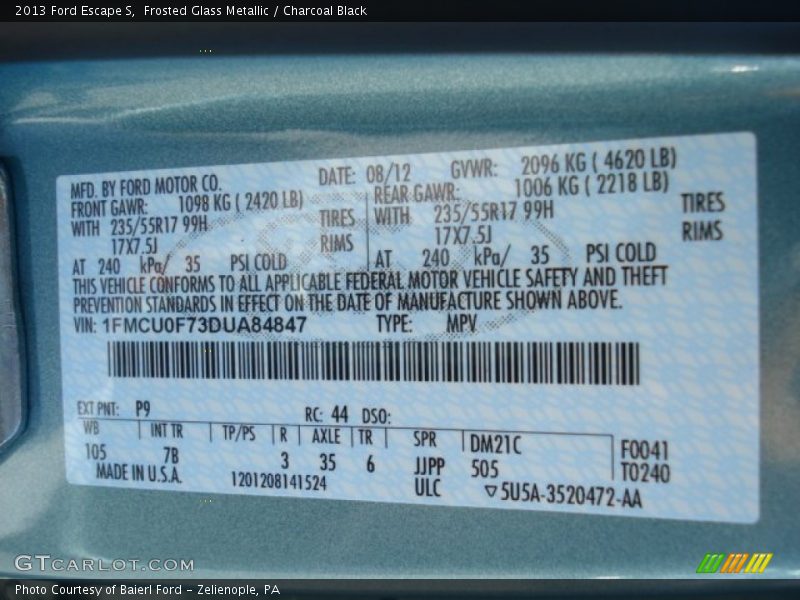 2013 Ford Escape S, Frosted Glass Metallic / Charcoal Black
MFD. BY FORD MOTOR CO. DATE: 08/12 GVWR: 2096 KG ( 4620 LB)
FRONT GAWR: 1098 KG ( 2420 LB) REAR GAWR: 1006 KG ( 2218 LB)
WITH 235/55R17 99H TIRES WITH 235/55R17 99H TIRES
17X7.5J RIMS 17X7.5J RIMS
AT 240 kPa/ 35 PSI COLD AT 240 kPa/ 35 PSI COLD
THIS VEHICLE CONFORMS TO ALL APPLICABLE FEDERAL MOTOR VEHICLE SAFETY AND THEFT
PREVENTION STANDARDS IN EFFECT ON THE DATE OF MANUFACTURE SHOWN ABOVE.
VIN: 1FMCU0F73DUA84847 TYPE: MPV
EXT PNT: P9 RC: 44 DSO:
WB INT TR TP/PS R AXLE TR SPR DM21C F0041
105 7B 3 35 6 JJPP 505 T0240
MADE IN U.S.A. 1201208141524 ULC ▽5U5A-3520472-AA
GTCARLOT.COM
Photo Courtesy of Baierl Ford - Zelienople, PA